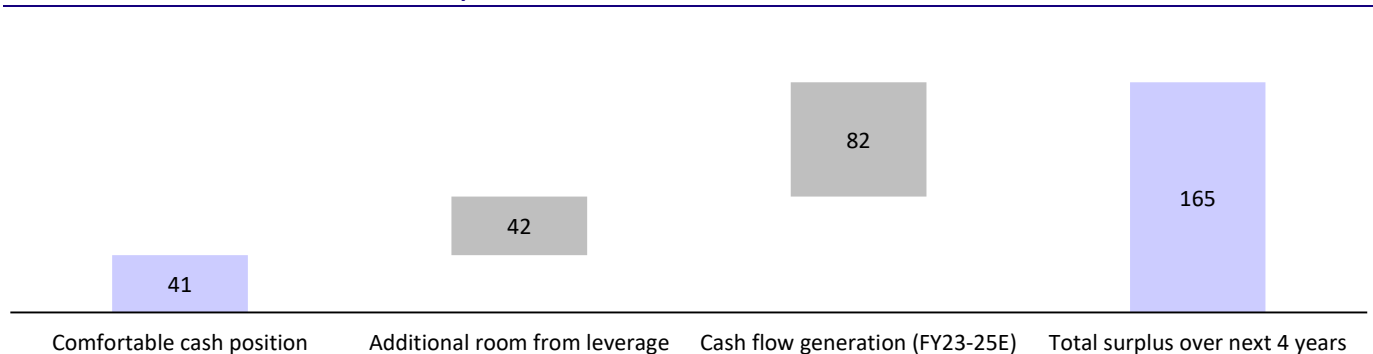 82
165
42
41
Comfortable cash position
Additional room from leverage
Cash flow generation (FY23-25E)
Total surplus over next 4 years